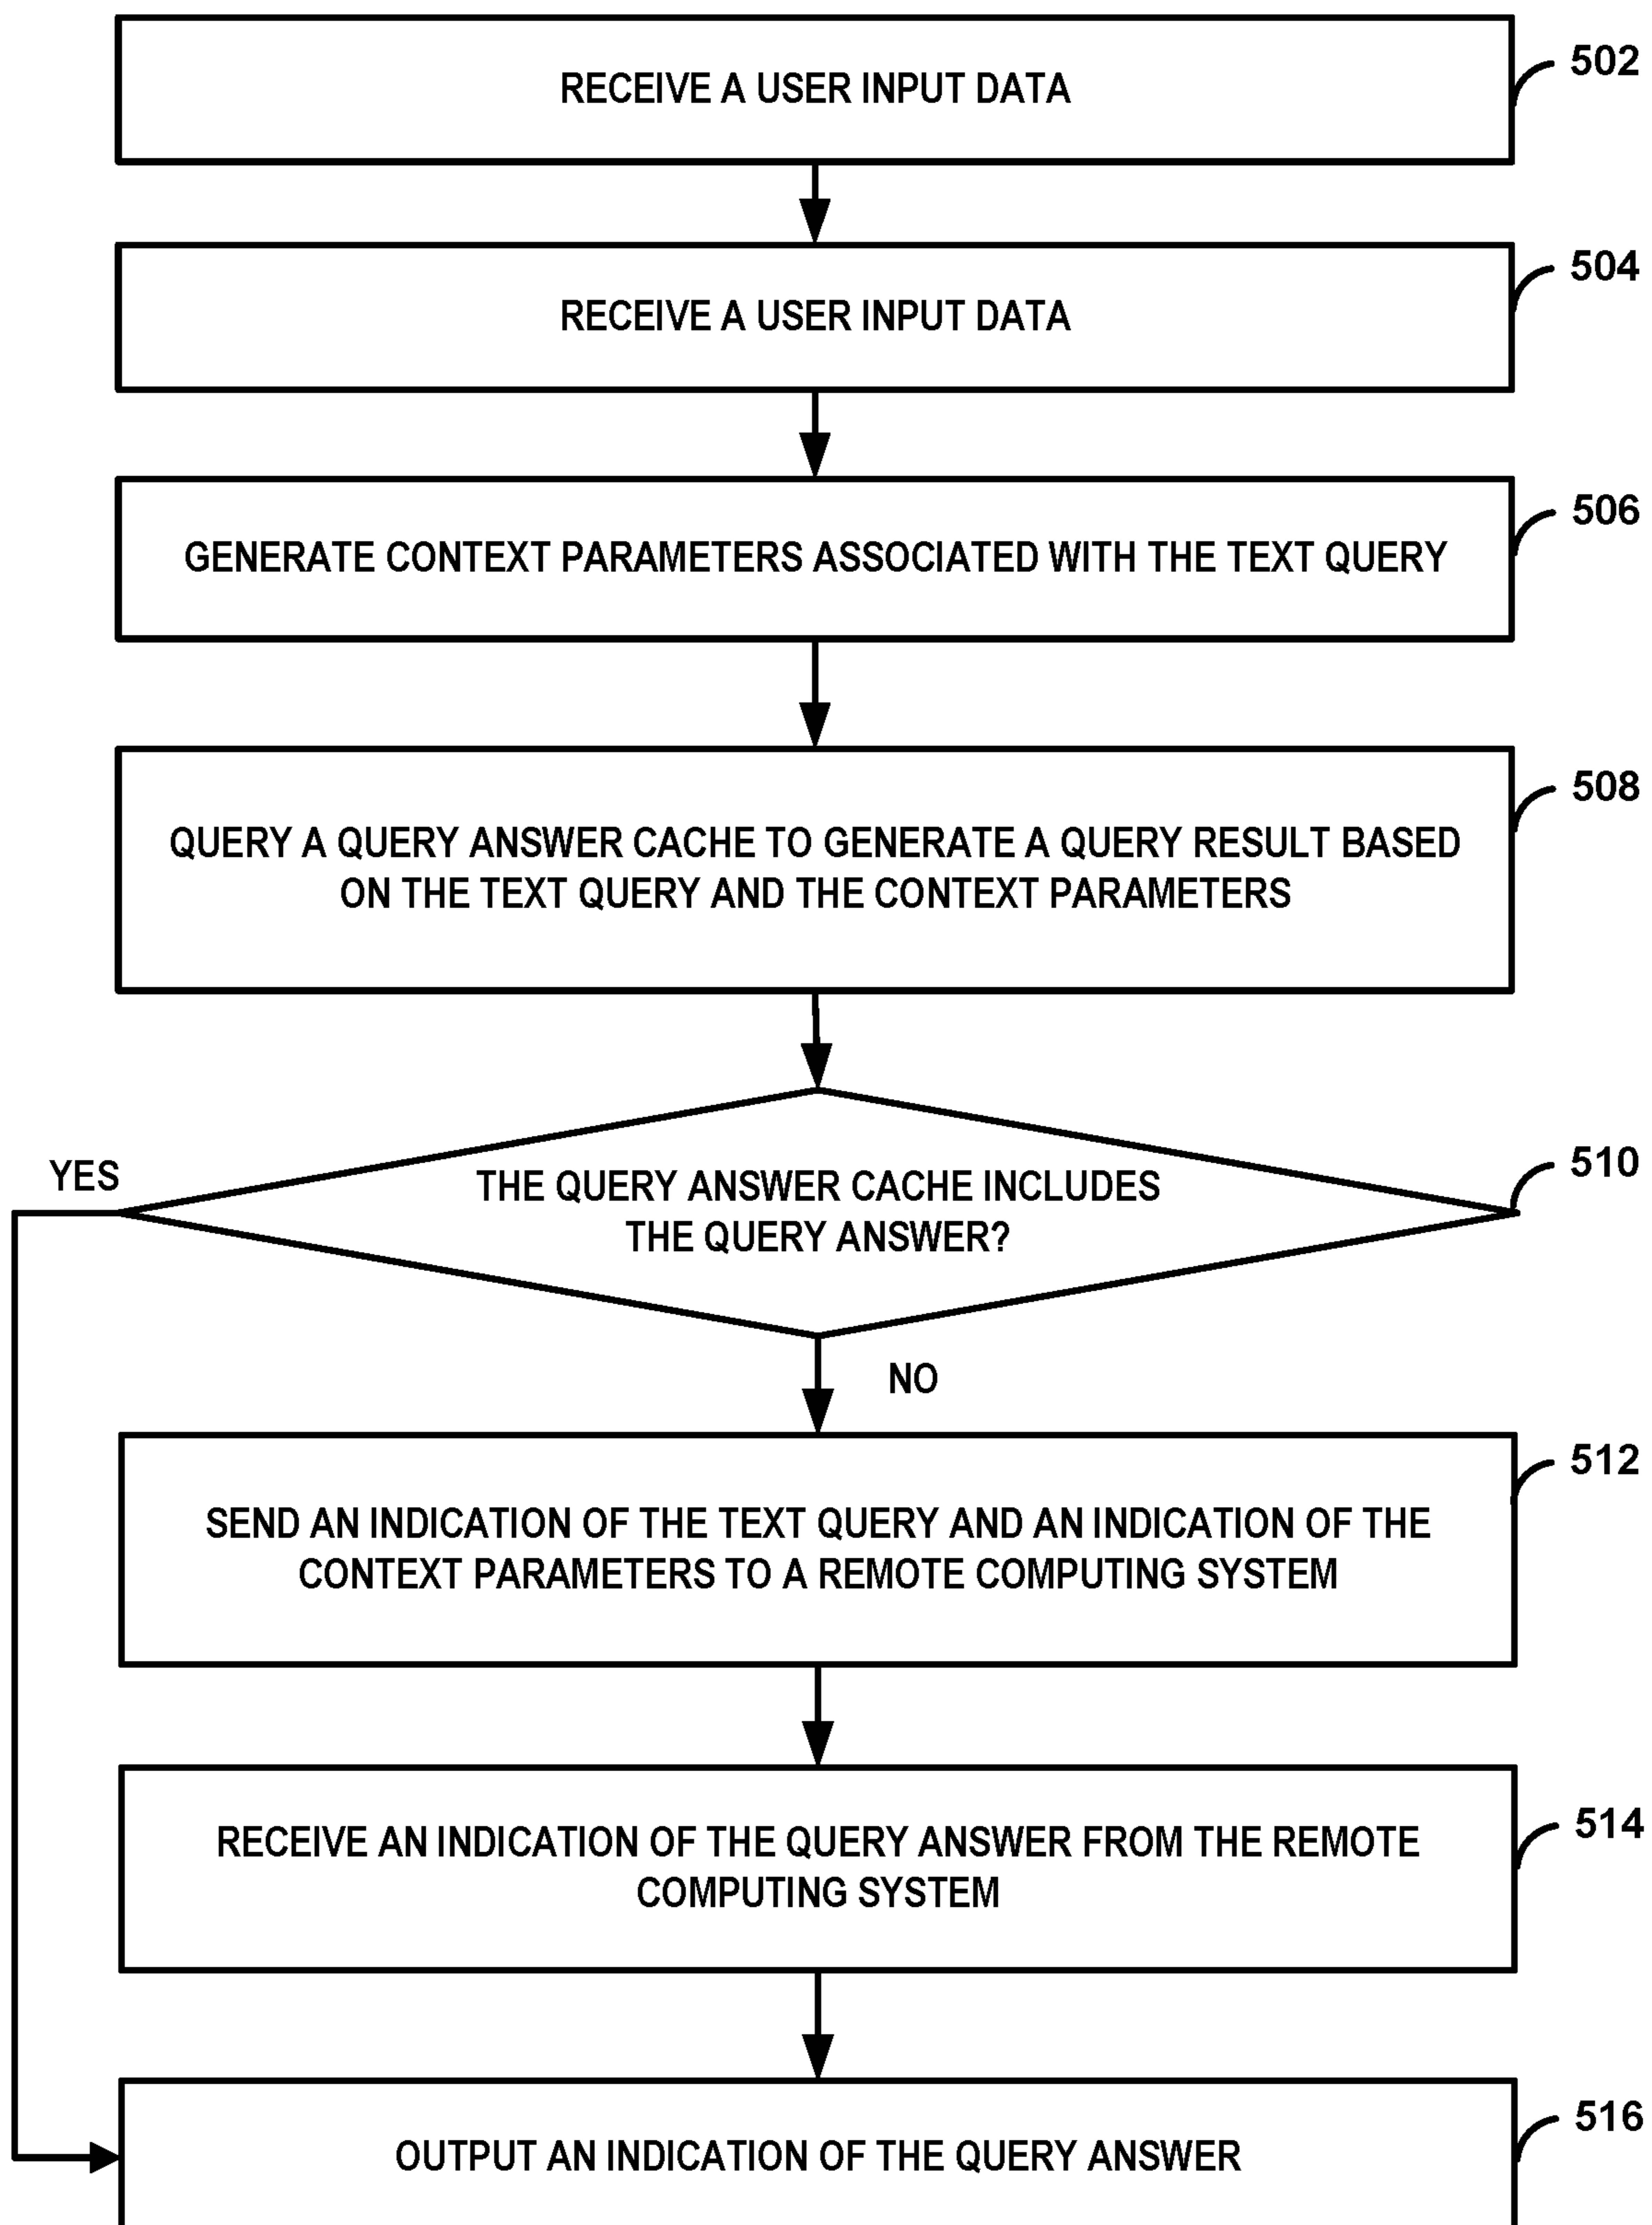 RECEIVE A USER INPUT DATA
502
RECEIVE A USER INPUT DATA
504
GENERATE CONTEXT PARAMETERS ASSOCIATED WITH THE TEXT QUERY
506
QUERY A QUERY ANSWER CACHE TO GENERATE A QUERY RESULT BASED
ON THE TEXT QUERY AND THE CONTEXT PARAMETERS
508
YES
THE QUERY ANSWER CACHE INCLUDES
THE QUERY ANSWER?
510
NO
SEND AN INDICATION OF THE TEXT QUERY AND AN INDICATION OF THE
CONTEXT PARAMETERS TO A REMOTE COMPUTING SYSTEM
512
RECEIVE AN INDICATION OF THE QUERY ANSWER FROM THE REMOTE
COMPUTING SYSTEM
514
OUTPUT AN INDICATION OF THE QUERY ANSWER
516